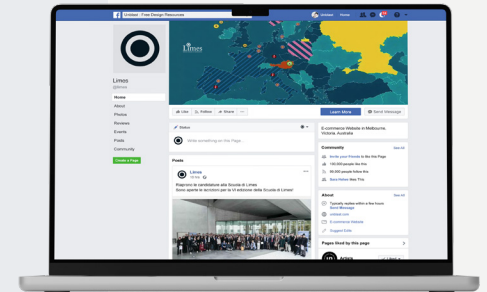 Untitled - Free Design Resources
Untitled
Home
Limes
Limes
@limes
Home
About
Photos
Reviews
Events
Posts
Community
Create a Page
Like
Follow
Share
Learn More
Send Message
Status
Write something on this Page.
Posts
Limes
Riaprono le candidature alla Scuola di Limes
Sono aperte le iscrizioni per la VI edizione della Scuola di Limes!
E-commerce Website in Melbourne,
Victoria, Australia
Community
See All
Invite your friends to like this Page
100,000 people like this
90,000 people follow this
likes This
About
See All
Typically replies within a few hours
Send Message
E-commerce Website
Suggest Edits
Pages liked by this page
Artiste